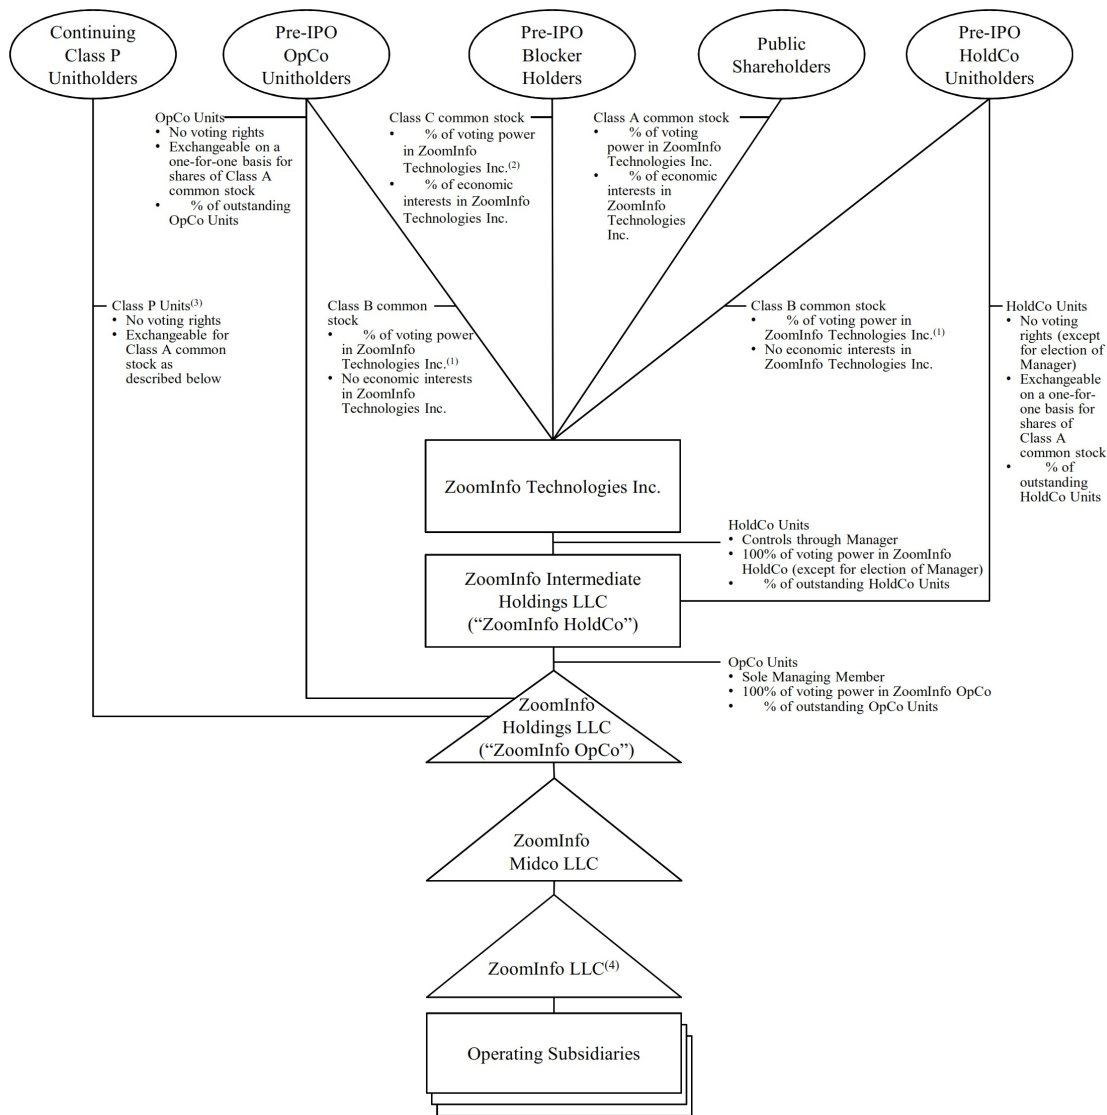 Continuing
Class P
Unitholders
Pre-IPO
OpCo
Unitholders
Pre-IPO
Blocker
Holders
Public
Shareholders
Pre-IPO
HoldCo
Unitholders
OpCo Units
• No voting rights
• Exchangeable on a
one-for-one basis for
shares of Class A
common stock
• % of outstanding
OpCo Units
Class C common stock
• % of voting power
in ZoomInfo
Technologies Inc.(2)
• % of economic
interests in ZoomInfo
Technologies Inc.
Class A common stock
• % of voting
power in ZoomInfo
Technologies Inc.
• % of economic
interests in
ZoomInfo
Technologies
Inc.
Class P Units(3)
• No voting rights
• Exchangeable for
Class A common
stock as
described below
Class B common
stock
• % of voting power
in ZoomInfo
Technologies Inc.(1)
• No economic interests
in ZoomInfo
Technologies Inc.
Class B common stock
• % of voting power in
ZoomInfo Technologies Inc.(1)
• No economic interests in
ZoomInfo Technologies Inc.
HoldCo Units
• No voting
rights (except
for election of
Manager)
• Exchangeable
on a one-for-
one basis for
shares of
Class A
common stock
• % of
outstanding
HoldCo Units
ZoomInfo Technologies Inc.
HoldCo Units
• Controls through Manager
• 100% of voting power in ZoomInfo
HoldCo (except for election of Manager)
• % of outstanding HoldCo Units
ZoomInfo Intermediate
Holdings LLC
(“ZoomInfo HoldCo”)
OpCo Units
• Sole Managing Member
• 100% of voting power in ZoomInfo OpCo
• % of outstanding OpCo Units
ZoomInfo
Holdings LLC
(“ZoomInfo OpCo”)
ZoomInfo
Midco LLC
ZoomInfo LLC(4)
Operating Subsidiaries